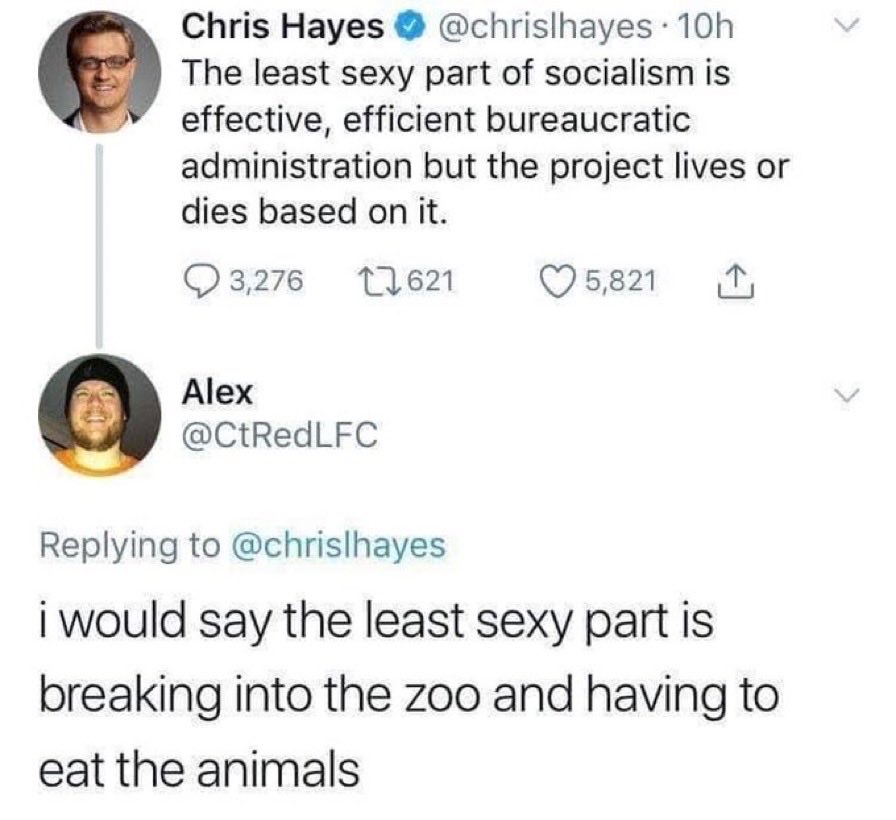 Chris Hayes @chrislhayes · 10h
The least sexy part of socialism is
effective, efficient bureaucratic
administration but the project lives or
dies based on it.
3,276 621 5,821
Alex
@CtRedLFC
Replying to @chrislhayes
i would say the least sexy part is
breaking into the zoo and having to
eat the animals